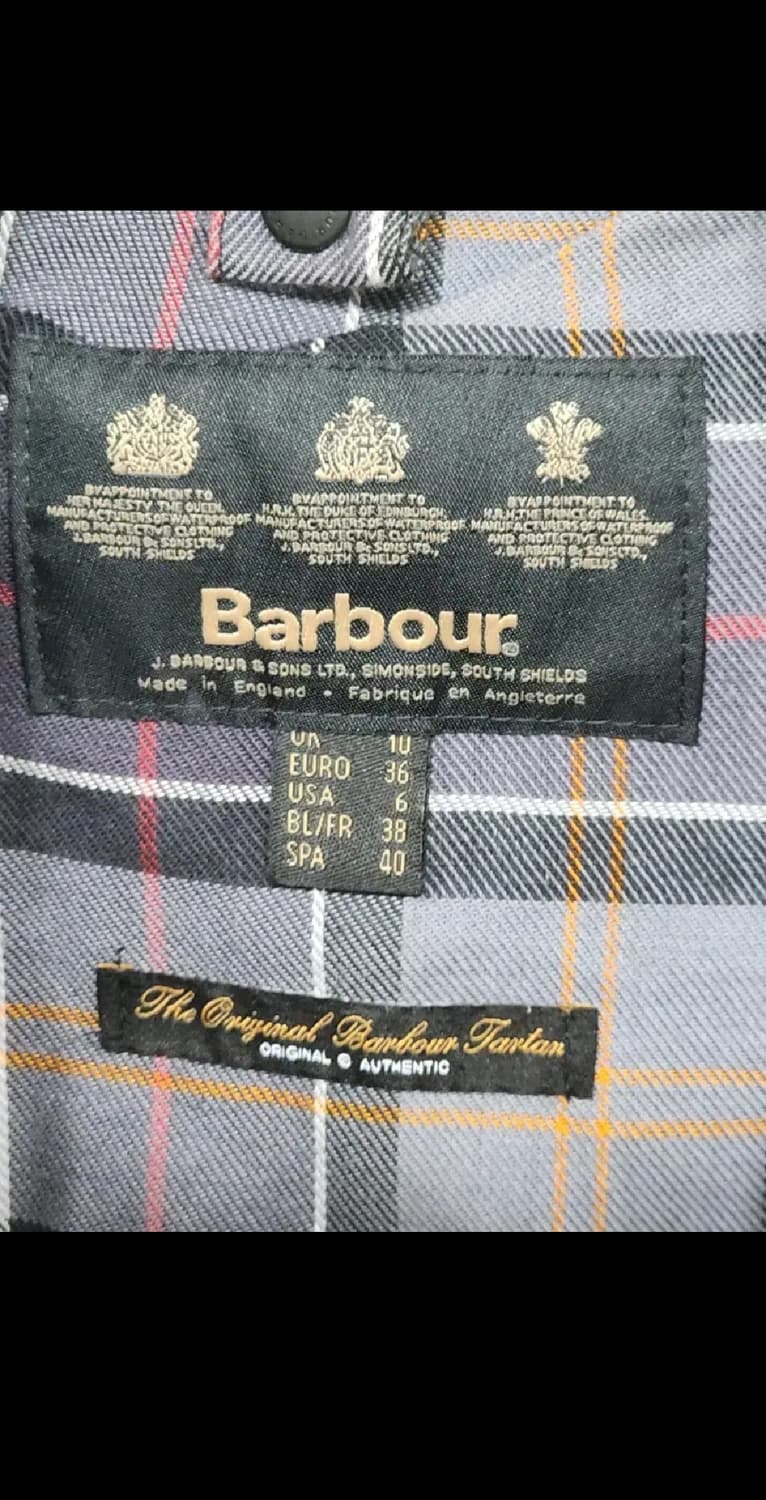 BY APPOINTMENT TO
HER MAJESTY THE QUEEN
MANUFACTURERS OF WATERPROOF
AND PROTECTIVE CLOTHING
J. BARBOUR & SONS LTD.,
SOUTH SHIELDS
BY APPOINTMENT TO
H.R.H. THE DUKE OF EDINBURGH
MANUFACTURERS OF WATERPROOF
AND PROTECTIVE CLOTHING
J. BARBOUR & SONS LTD.,
SOUTH SHIELDS
BY APPOINTMENT TO
H.R.H. THE PRINCE OF WALES
MANUFACTURERS OF WATERPROOF
AND PROTECTIVE CLOTHING
J. BARBOUR & SONS LTD.,
SOUTH SHIELDS
Barbour®
J. BARBOUR & SONS LTD., SIMONSIDE, SOUTH SHIELDS
Made in England - Fabrique en Angleterre
UK 10
EURO 36
USA 6
BL/FR 38
SPA 40
The Original Barbour Tartan
ORIGINAL & AUTHENTIC